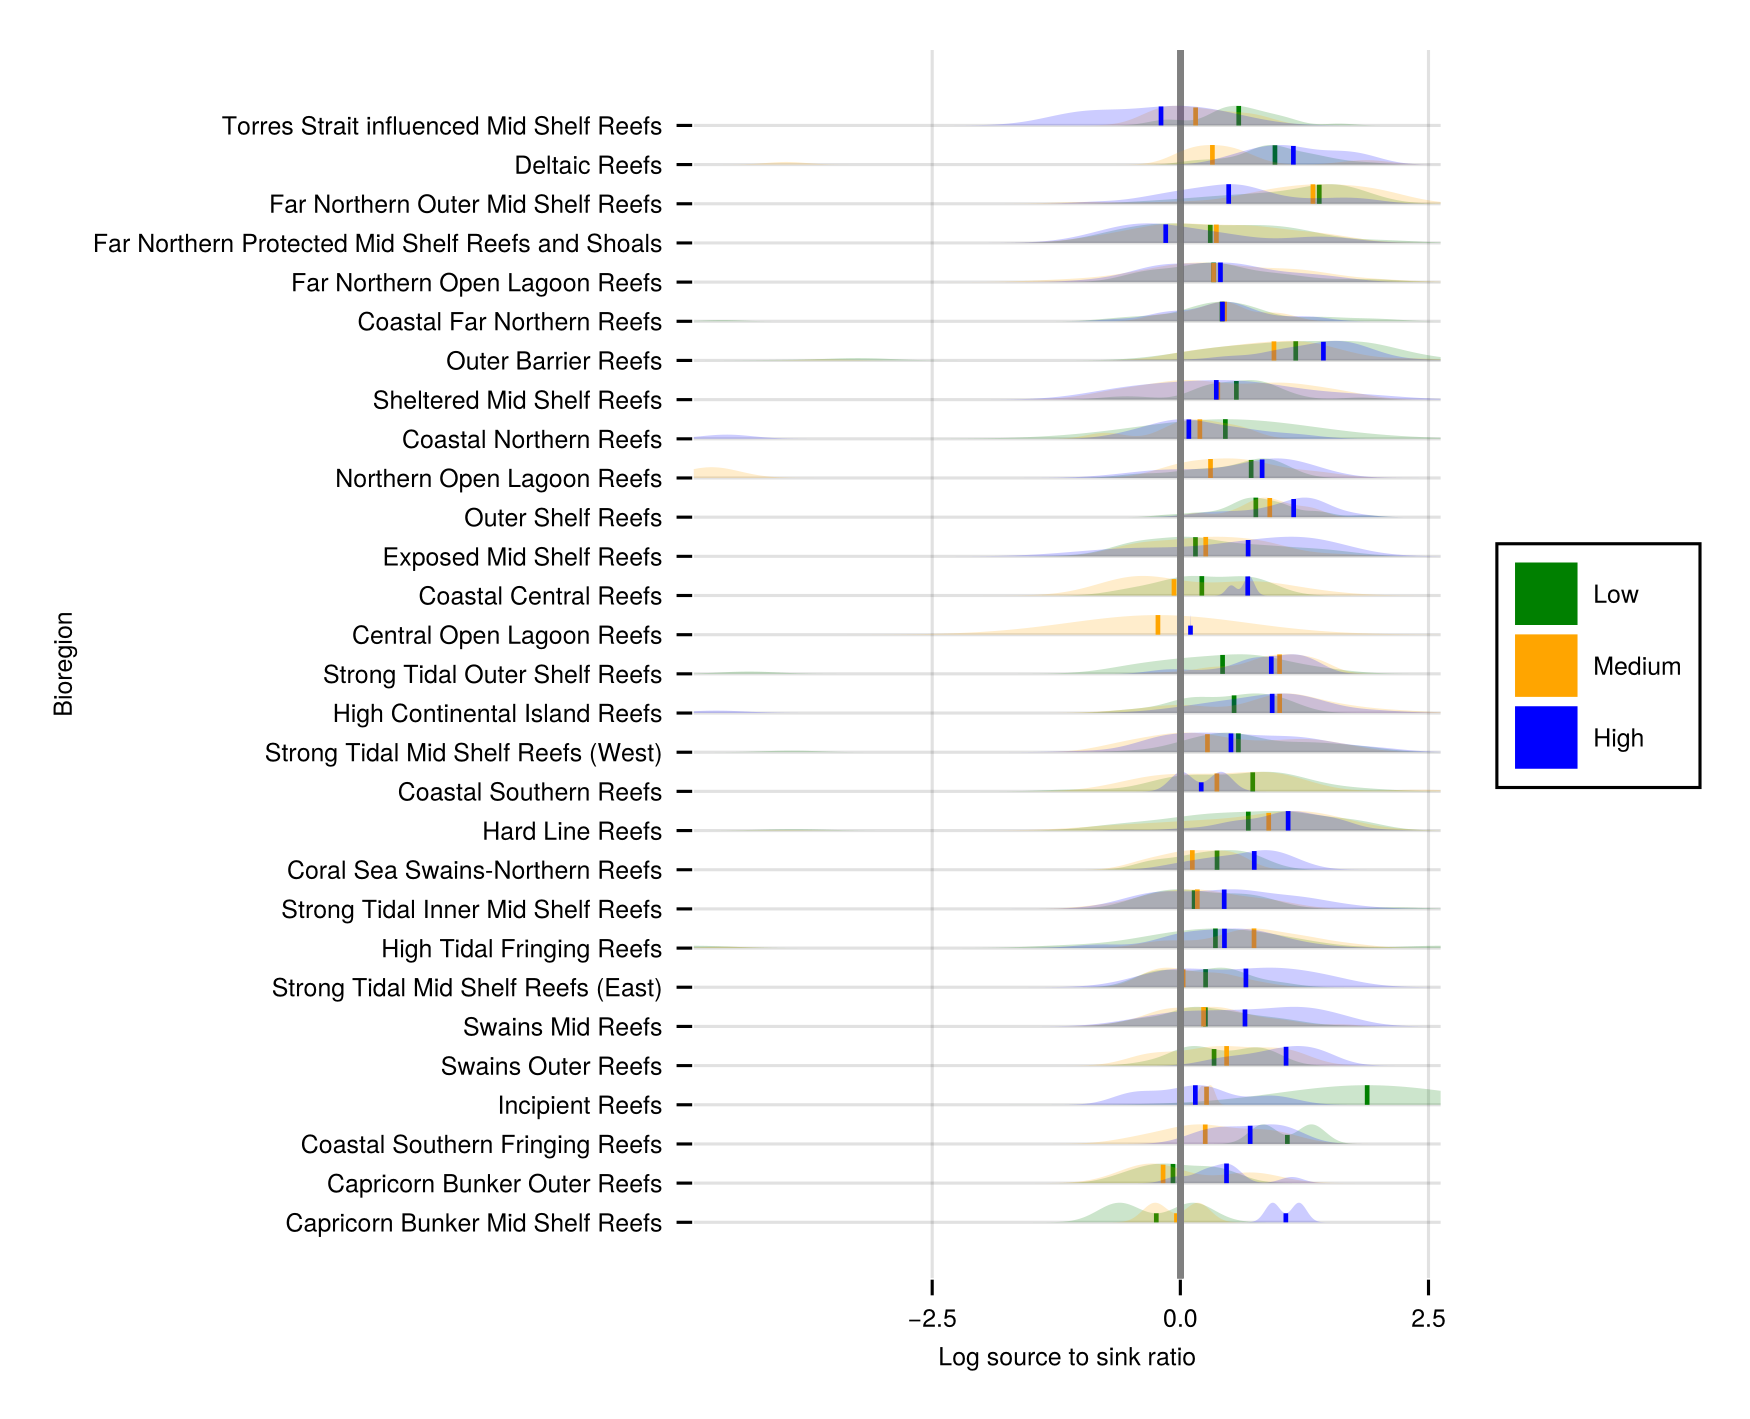 Torres Strait influenced Mid Shelf Reefs
Deltaic Reefs
Far Northern Outer Mid Shelf Reefs
Far Northern Protected Mid Shelf Reefs and Shoals
Far Northern Open Lagoon Reefs
Coastal Far Northern Reefs
Outer Barrier Reefs
Sheltered Mid Shelf Reefs
Coastal Northern Reefs
Northern Open Lagoon Reefs
Outer Shelf Reefs
Exposed Mid Shelf Reefs
Coastal Central Reefs
Central Open Lagoon Reefs
Strong Tidal Outer Shelf Reefs
High Continental Island Reefs
Strong Tidal Mid Shelf Reefs (West)
Coastal Southern Reefs
Hard Line Reefs
Coral Sea Swains-Northern Reefs
Strong Tidal Inner Mid Shelf Reefs
High Tidal Fringing Reefs
Strong Tidal Mid Shelf Reefs (East)
Swains Mid Reefs
Swains Outer Reefs
Incipient Reefs
Coastal Southern Fringing Reefs
Capricorn Bunker Outer Reefs
Capricorn Bunker Mid Shelf Reefs
Bioregion
−2.5
0.0
2.5
Log source to sink ratio
Low
Medium
High